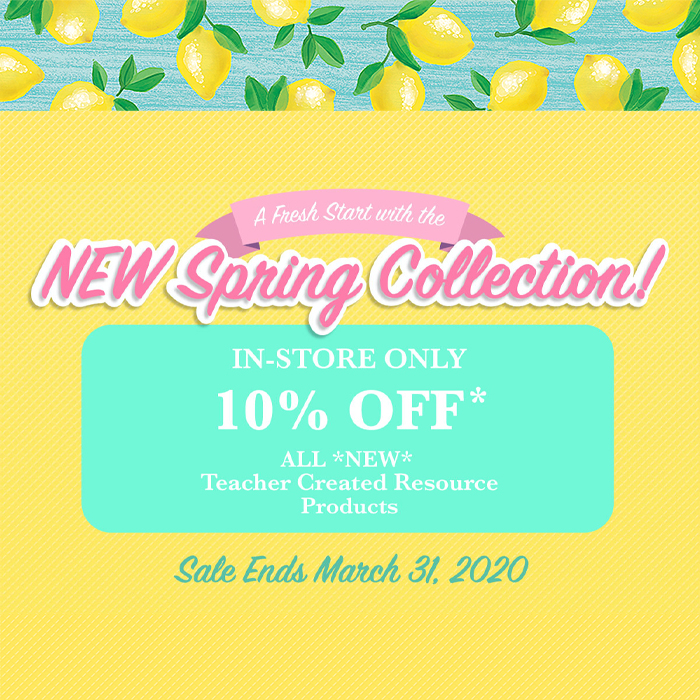 A Fresh Start with the
NEW Spring Collection!
IN-STORE ONLY
10% OFF*
ALL *NEW*
Teacher Created Resource
Products
Sale Ends March 31, 2020